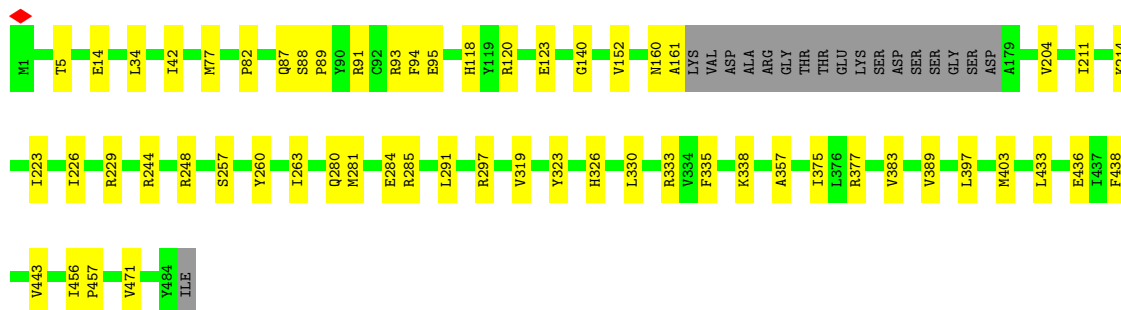 M1 T5 E14 L34 I42 M77 P82 Q87 S88 P89 Y90 R91 C92 R93 F94 E95 H118 Y119 R120 E123 G140 V152 N160 A161 LYS VAL ASP ALA ARG GLY THR THR GLU LYS SER ASP SER SER GLY SER ASP A179 V204 I211 K214
I223 I226 R229 R244 R248 S257 Y260 I263 Q280 M281 E284 R285 L291 R297 V319 Y323 H326 L330 R333 V334 F335 K338 A357 I375 L376 R377 V383 V389 L397 M403 L433 E436 I437 F438
V443 I456 P457 V471 Y484 ILE